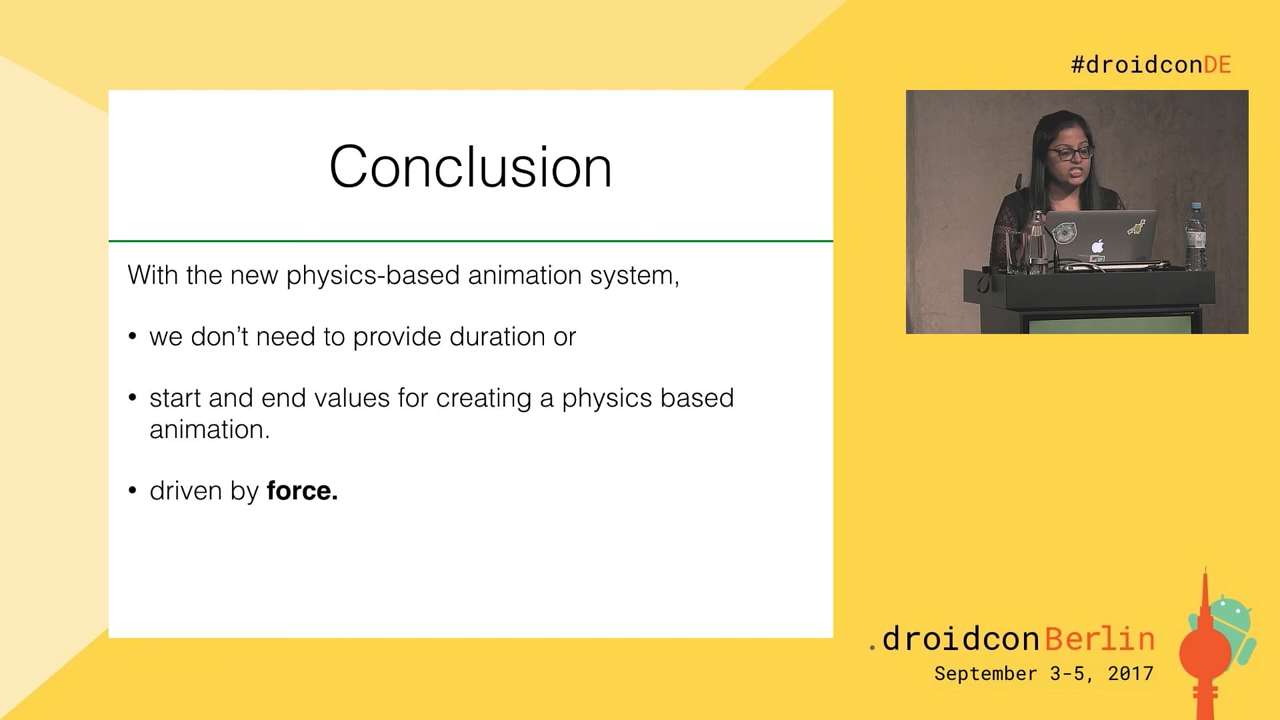 #droidconDE
Conclusion
With the new physics-based animation system,
• we don’t need to provide duration or
• start and end values for creating a physics based
animation.
• driven by force.
.droidconBerlin
September 3-5, 2017